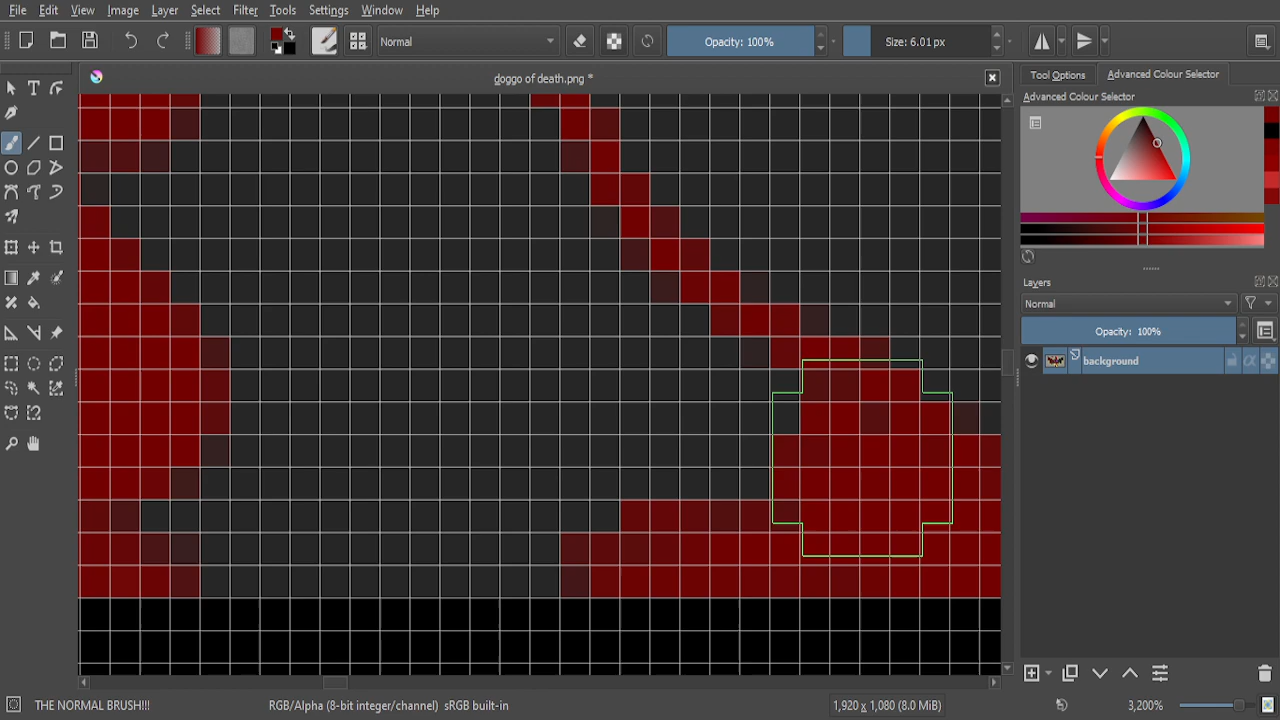 File Edit View Image Layer Select Filter Tools Settings Window Help
Normal Opacity: 100% Size: 6.01 px
doggo of death.png *
Tool Options Advanced Colour Selector
Advanced Colour Selector
Layers
Normal
Opacity: 100%
background
THE NORMAL BRUSH!!! RGB/Alpha (8-bit integer/channel) sRGB built-in 1,920 x 1,080 (8.0 MiB) 3,200%